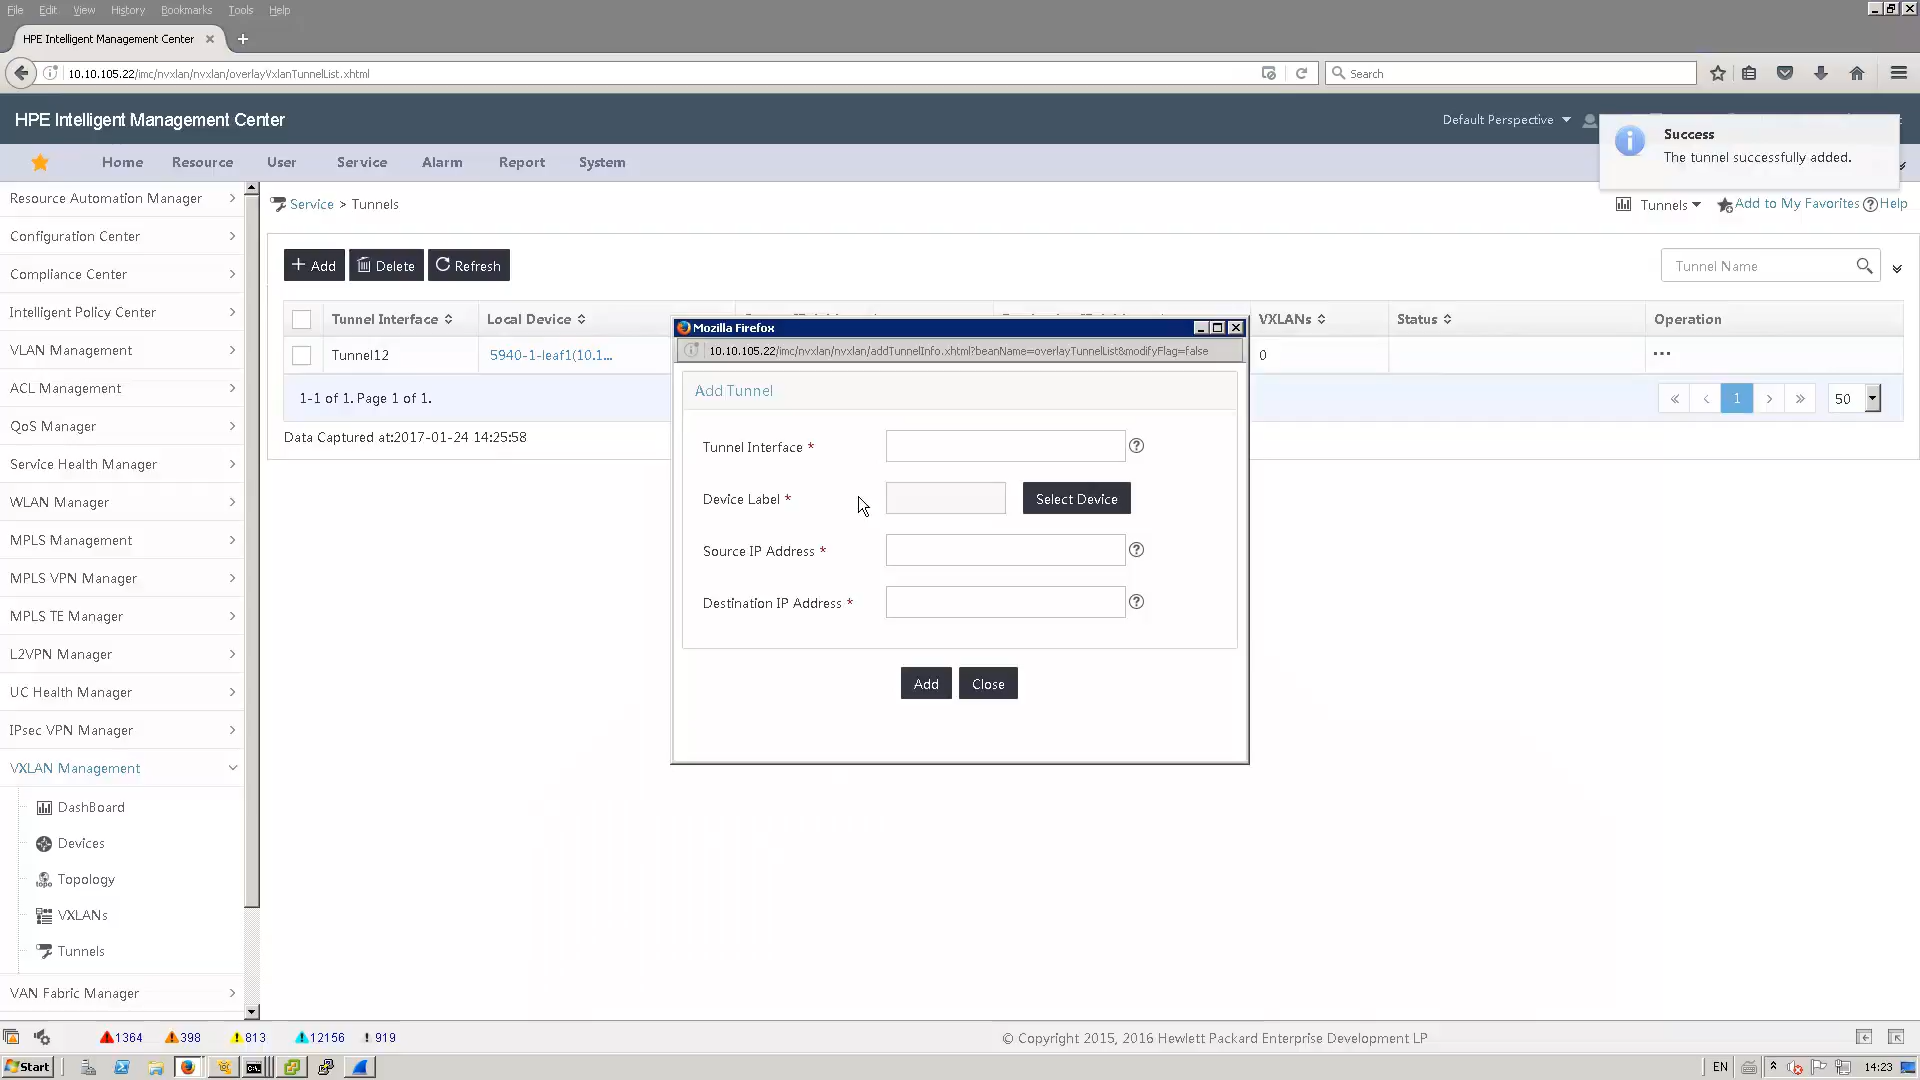 File Edit View History Bookmarks Tools Help
HPE Intelligent Management Center
10.10.105.22/imc/nvxlan/nvxlan/overlayVxlanTunnelList.xhtml
Search
HPE Intelligent Management Center
Default Perspective
Success
The tunnel successfully added.
Home Resource User Service Alarm Report System
Service > Tunnels
Tunnels
Add to My Favorites
Help
Resource Automation Manager
Configuration Center
Compliance Center
Intelligent Policy Center
VLAN Management
ACL Management
QoS Manager
Service Health Manager
WLAN Manager
MPLS Management
MPLS VPN Manager
MPLS TE Manager
L2VPN Manager
UC Health Manager
IPsec VPN Manager
VXLAN Management
DashBoard
Devices
Topology
VXLANs
Tunnels
VAN Fabric Manager
+ Add
Delete
Refresh
Tunnel Name
Tunnel Interface Local Device VXLANs Status Operation
Tunnel12 5940-1-leaf1(10.1... 0 ...
1-1 of 1. Page 1 of 1.
« ‹ 1 › » 50
Data Captured at:2017-01-24 14:25:58
Mozilla Firefox
10.10.105.22/imc/nvxlan/nvxlan/addTunnelInfo.xhtml?beanName=overlayTunnelList&modifyFlag=false
Add Tunnel
Tunnel Interface *
Device Label *
Select Device
Source IP Address *
Destination IP Address *
Add
Close
1364 398 813 12156 919
© Copyright 2015, 2016 Hewlett Packard Enterprise Development LP
Start
EN
14:23